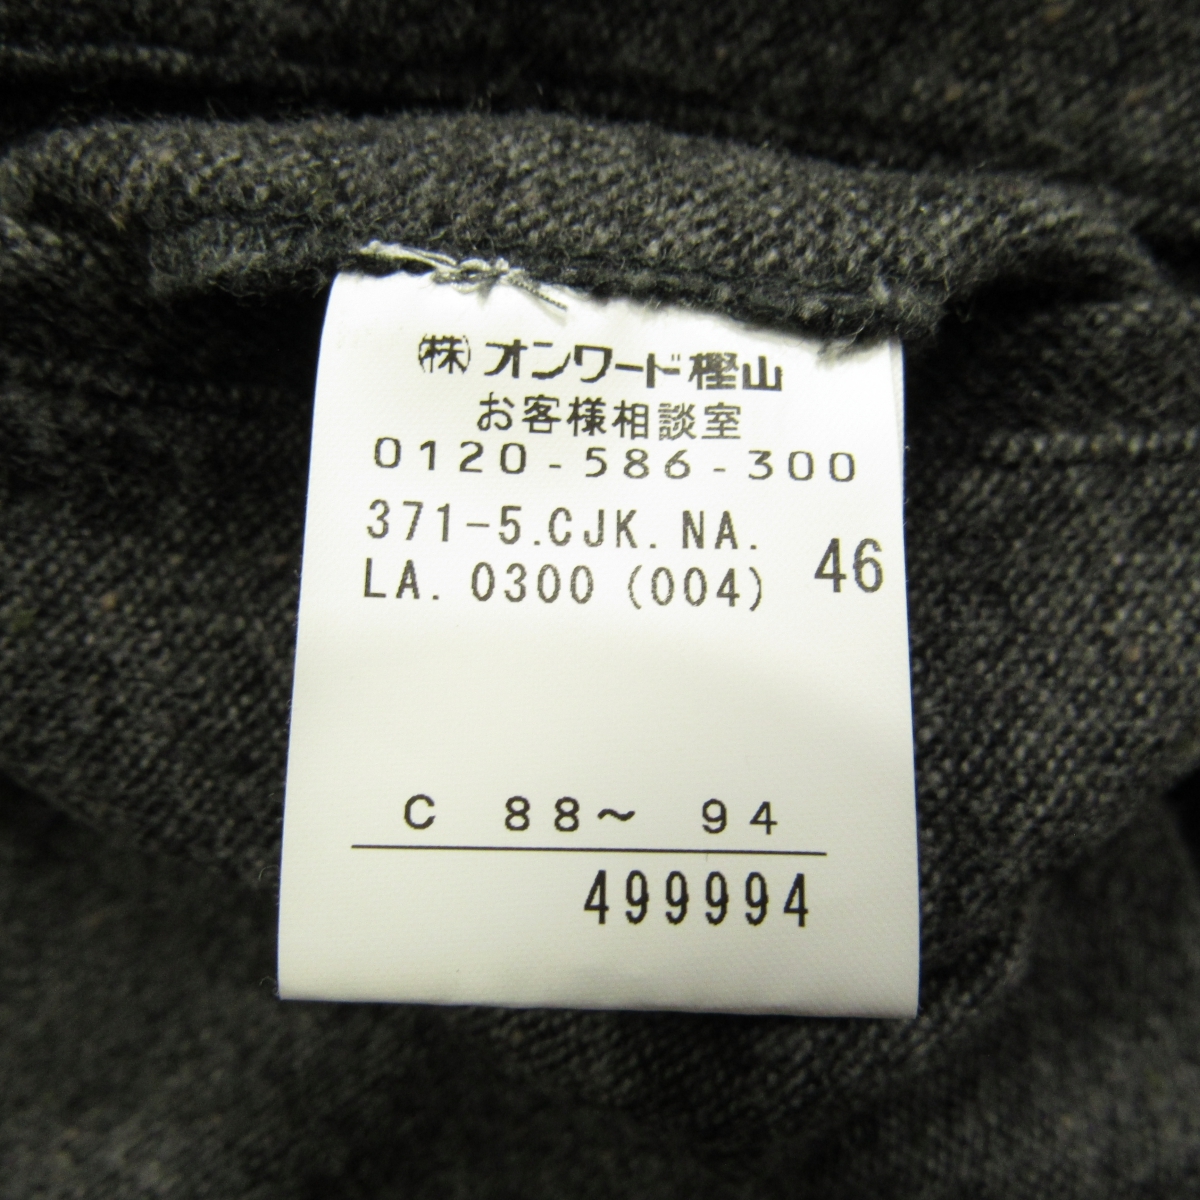 ㈱オンワード樫山
お客様相談室
0120-586-300
371-5.CJK.NA.
LA.0300(004) 46
C 88～ 94
499994